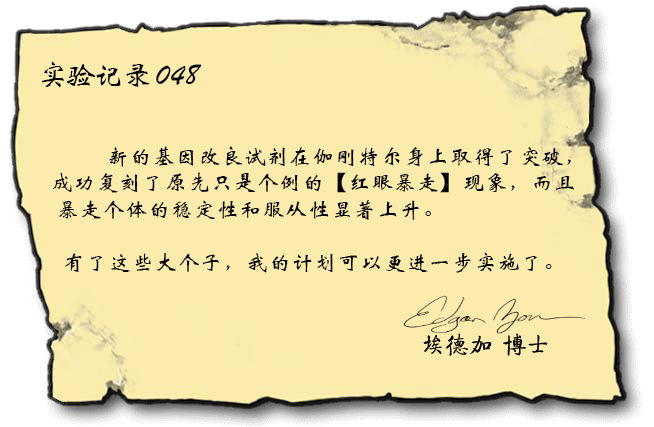 实验记录048
新的基因改良试剂在伽刚特尔身上取得了突破，
成功复刻了原先只是个例的【红眼暴走】现象，而且
暴走个体的稳定性和服从性显著上升。
有了这些大个子，我的计划可以更进一步实施了。
Edgar
埃德加 博士